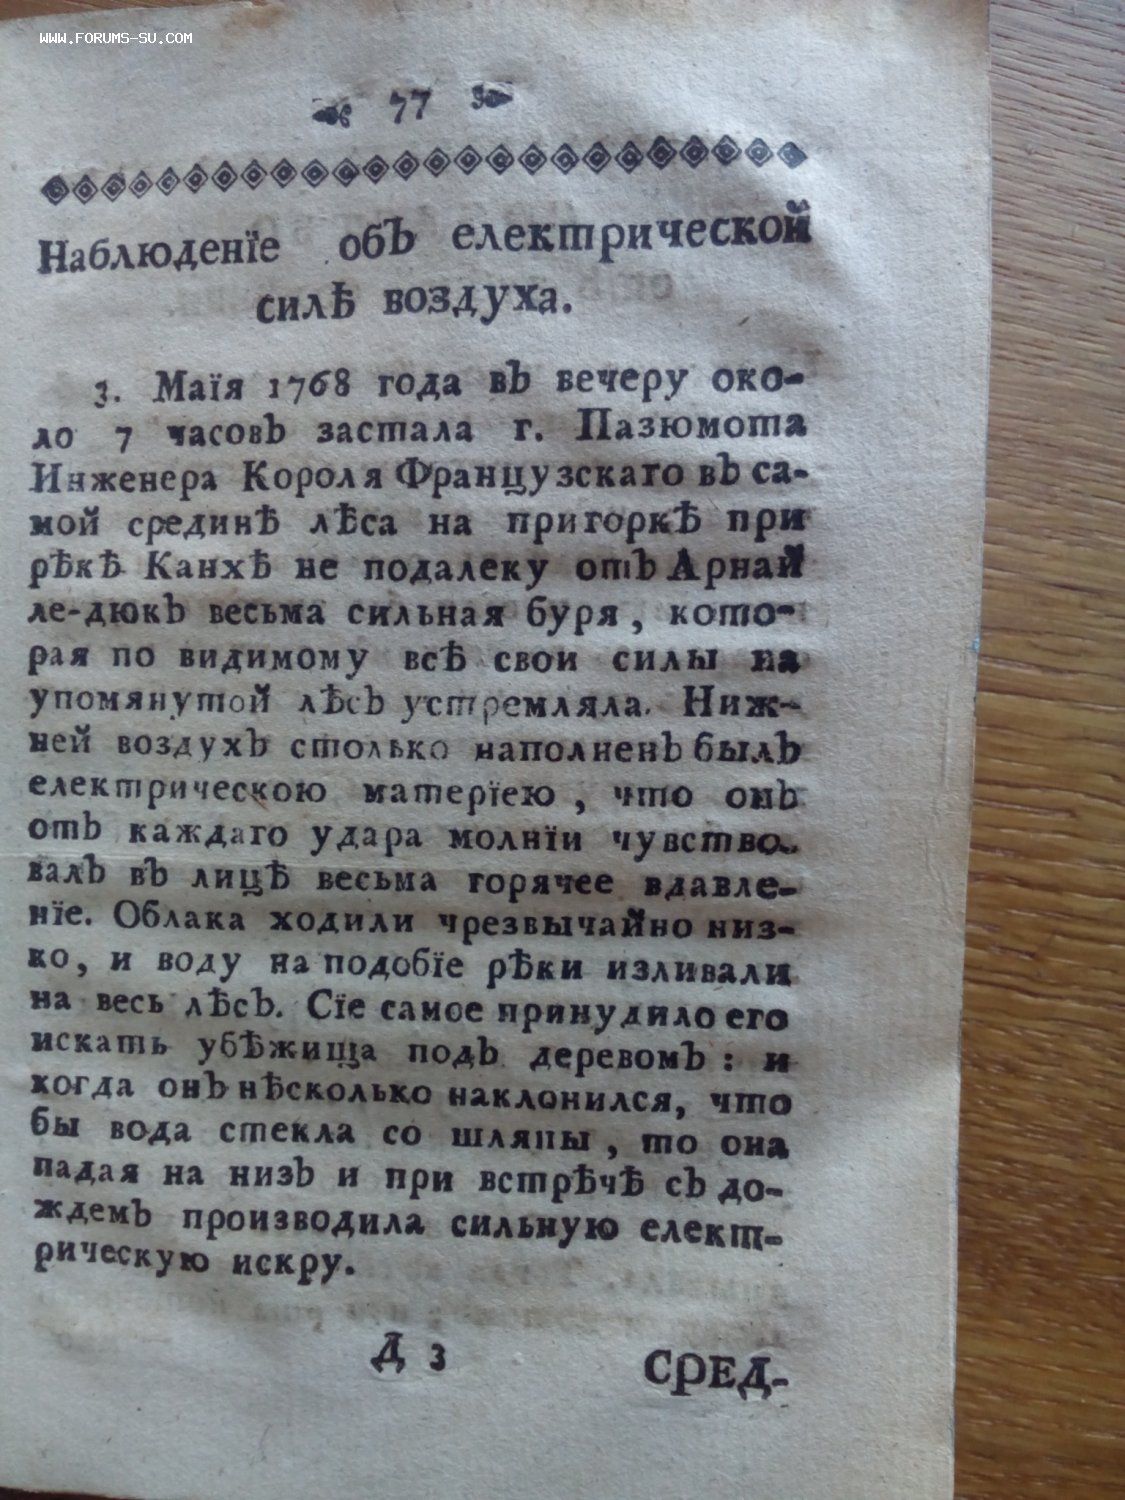 WWW.FORUMS-SU.COM
77
Наблюденїе объ електрической
силѣ воздуха.
3. Маїя 1768 года въ вечеру око-
ло 7 часовъ застала г. Пазюмота
Инженера Короля Французскаго въ са-
мой срединѣ лѣса на пригоркѣ при
рѣкѣ Канхѣ не подалеку отъ Арнай
ле-дюкъ весьма сильная буря, кото-
рая по видимому всѣ свои силы на
упомянутой лѣсъ устремляла. Ниж-
ней воздухъ столько наполненъ былъ
електрическою матерїею, что онъ
отъ каждаго удара молнїи чувство-
валъ въ лицѣ весьма горячее вдавле-
нїе. Облака ходили чрезвычайно низ-
ко, и воду на подобїе рѣки изливали
на весь лѣсъ. Сїе самое принудило его
искать убѣжища подъ деревомъ: и
когда онъ нѣсколько наклонился, что
бы вода стекла со шляпы, то она
падая на низъ и при встрѣчѣ съ до-
ждемъ производила сильную елект-
рическую искру.
Д 3
СРЕД-